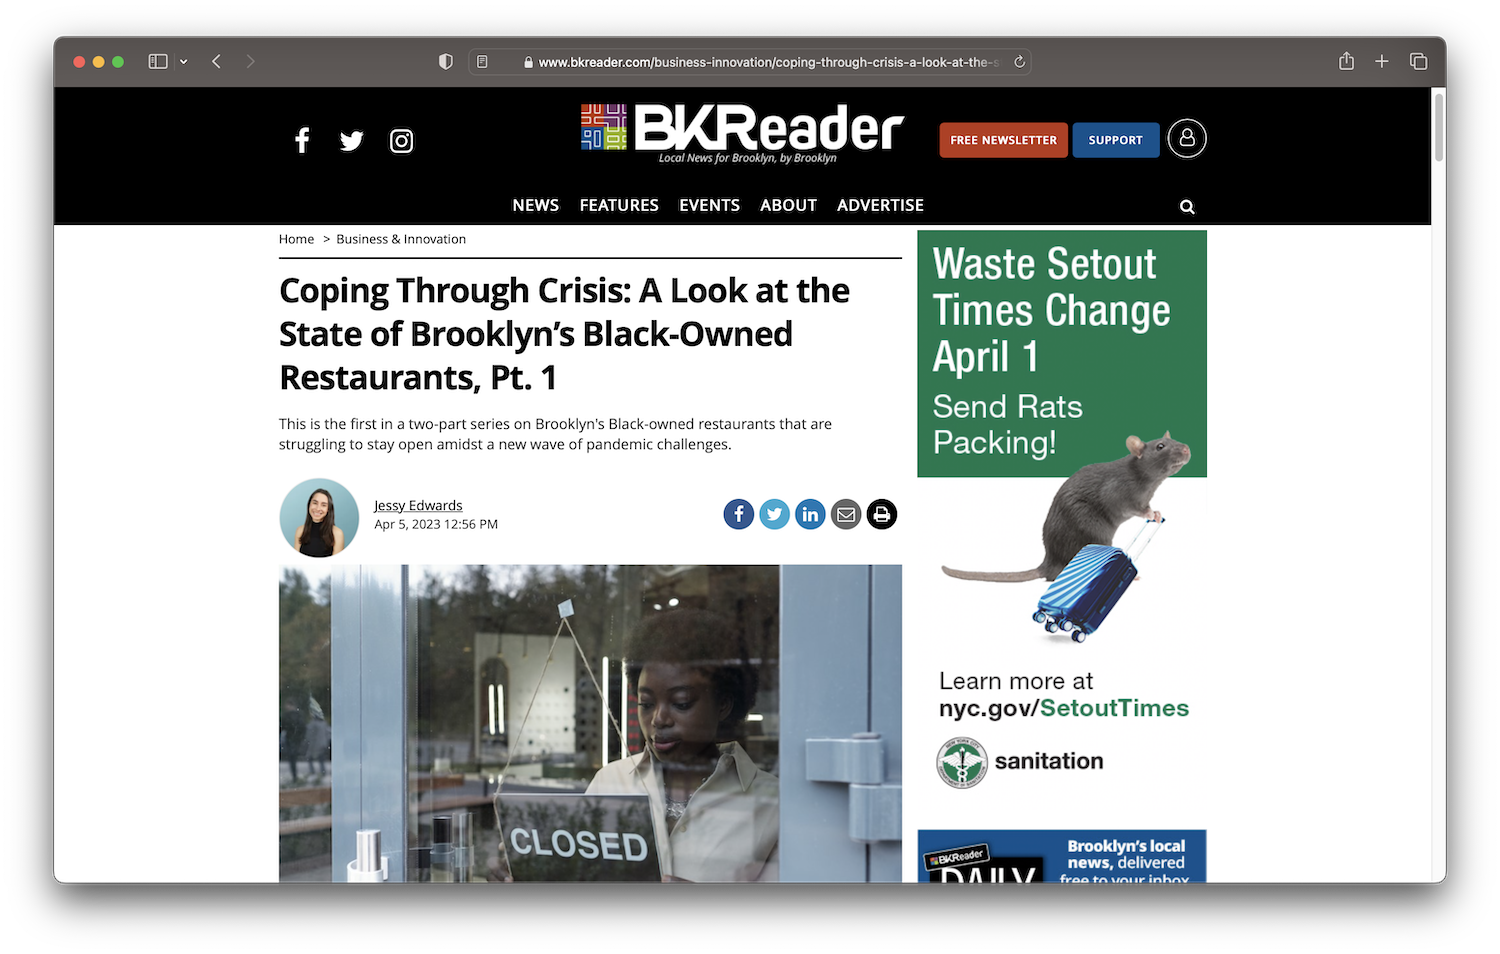 www.bkreader.com/business-innovation/coping-through-crisis-a-look-at-the-s
BKReader
Local News for Brooklyn, by Brooklyn
FREE NEWSLETTER
SUPPORT
NEWS
FEATURES
EVENTS
ABOUT
ADVERTISE
Home > Business & Innovation
Coping Through Crisis: A Look at the
State of Brooklyn’s Black-Owned
Restaurants, Pt. 1
This is the first in a two-part series on Brooklyn's Black-owned restaurants that are
struggling to stay open amidst a new wave of pandemic challenges.
Jessy Edwards
Apr 5, 2023 12:56 PM
CLOSED
Waste Setout
Times Change
April 1
Send Rats
Packing!
Learn more at
nyc.gov/SetoutTimes
sanitation
BKReader
DAILY
Brooklyn’s local
news, delivered
free to your inbox